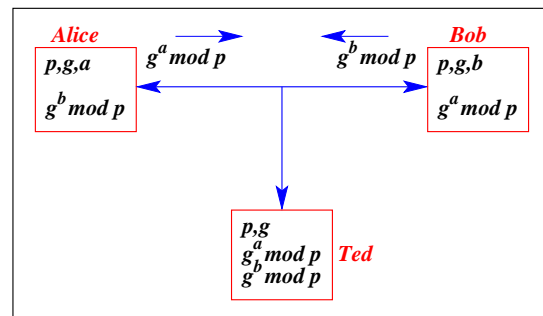 Alice
Bob
p,g,a
g^b mod p
g^a mod p
g^b mod p
p,g,b
g^a mod p
p,g
g^a mod p
g^b mod p
Ted